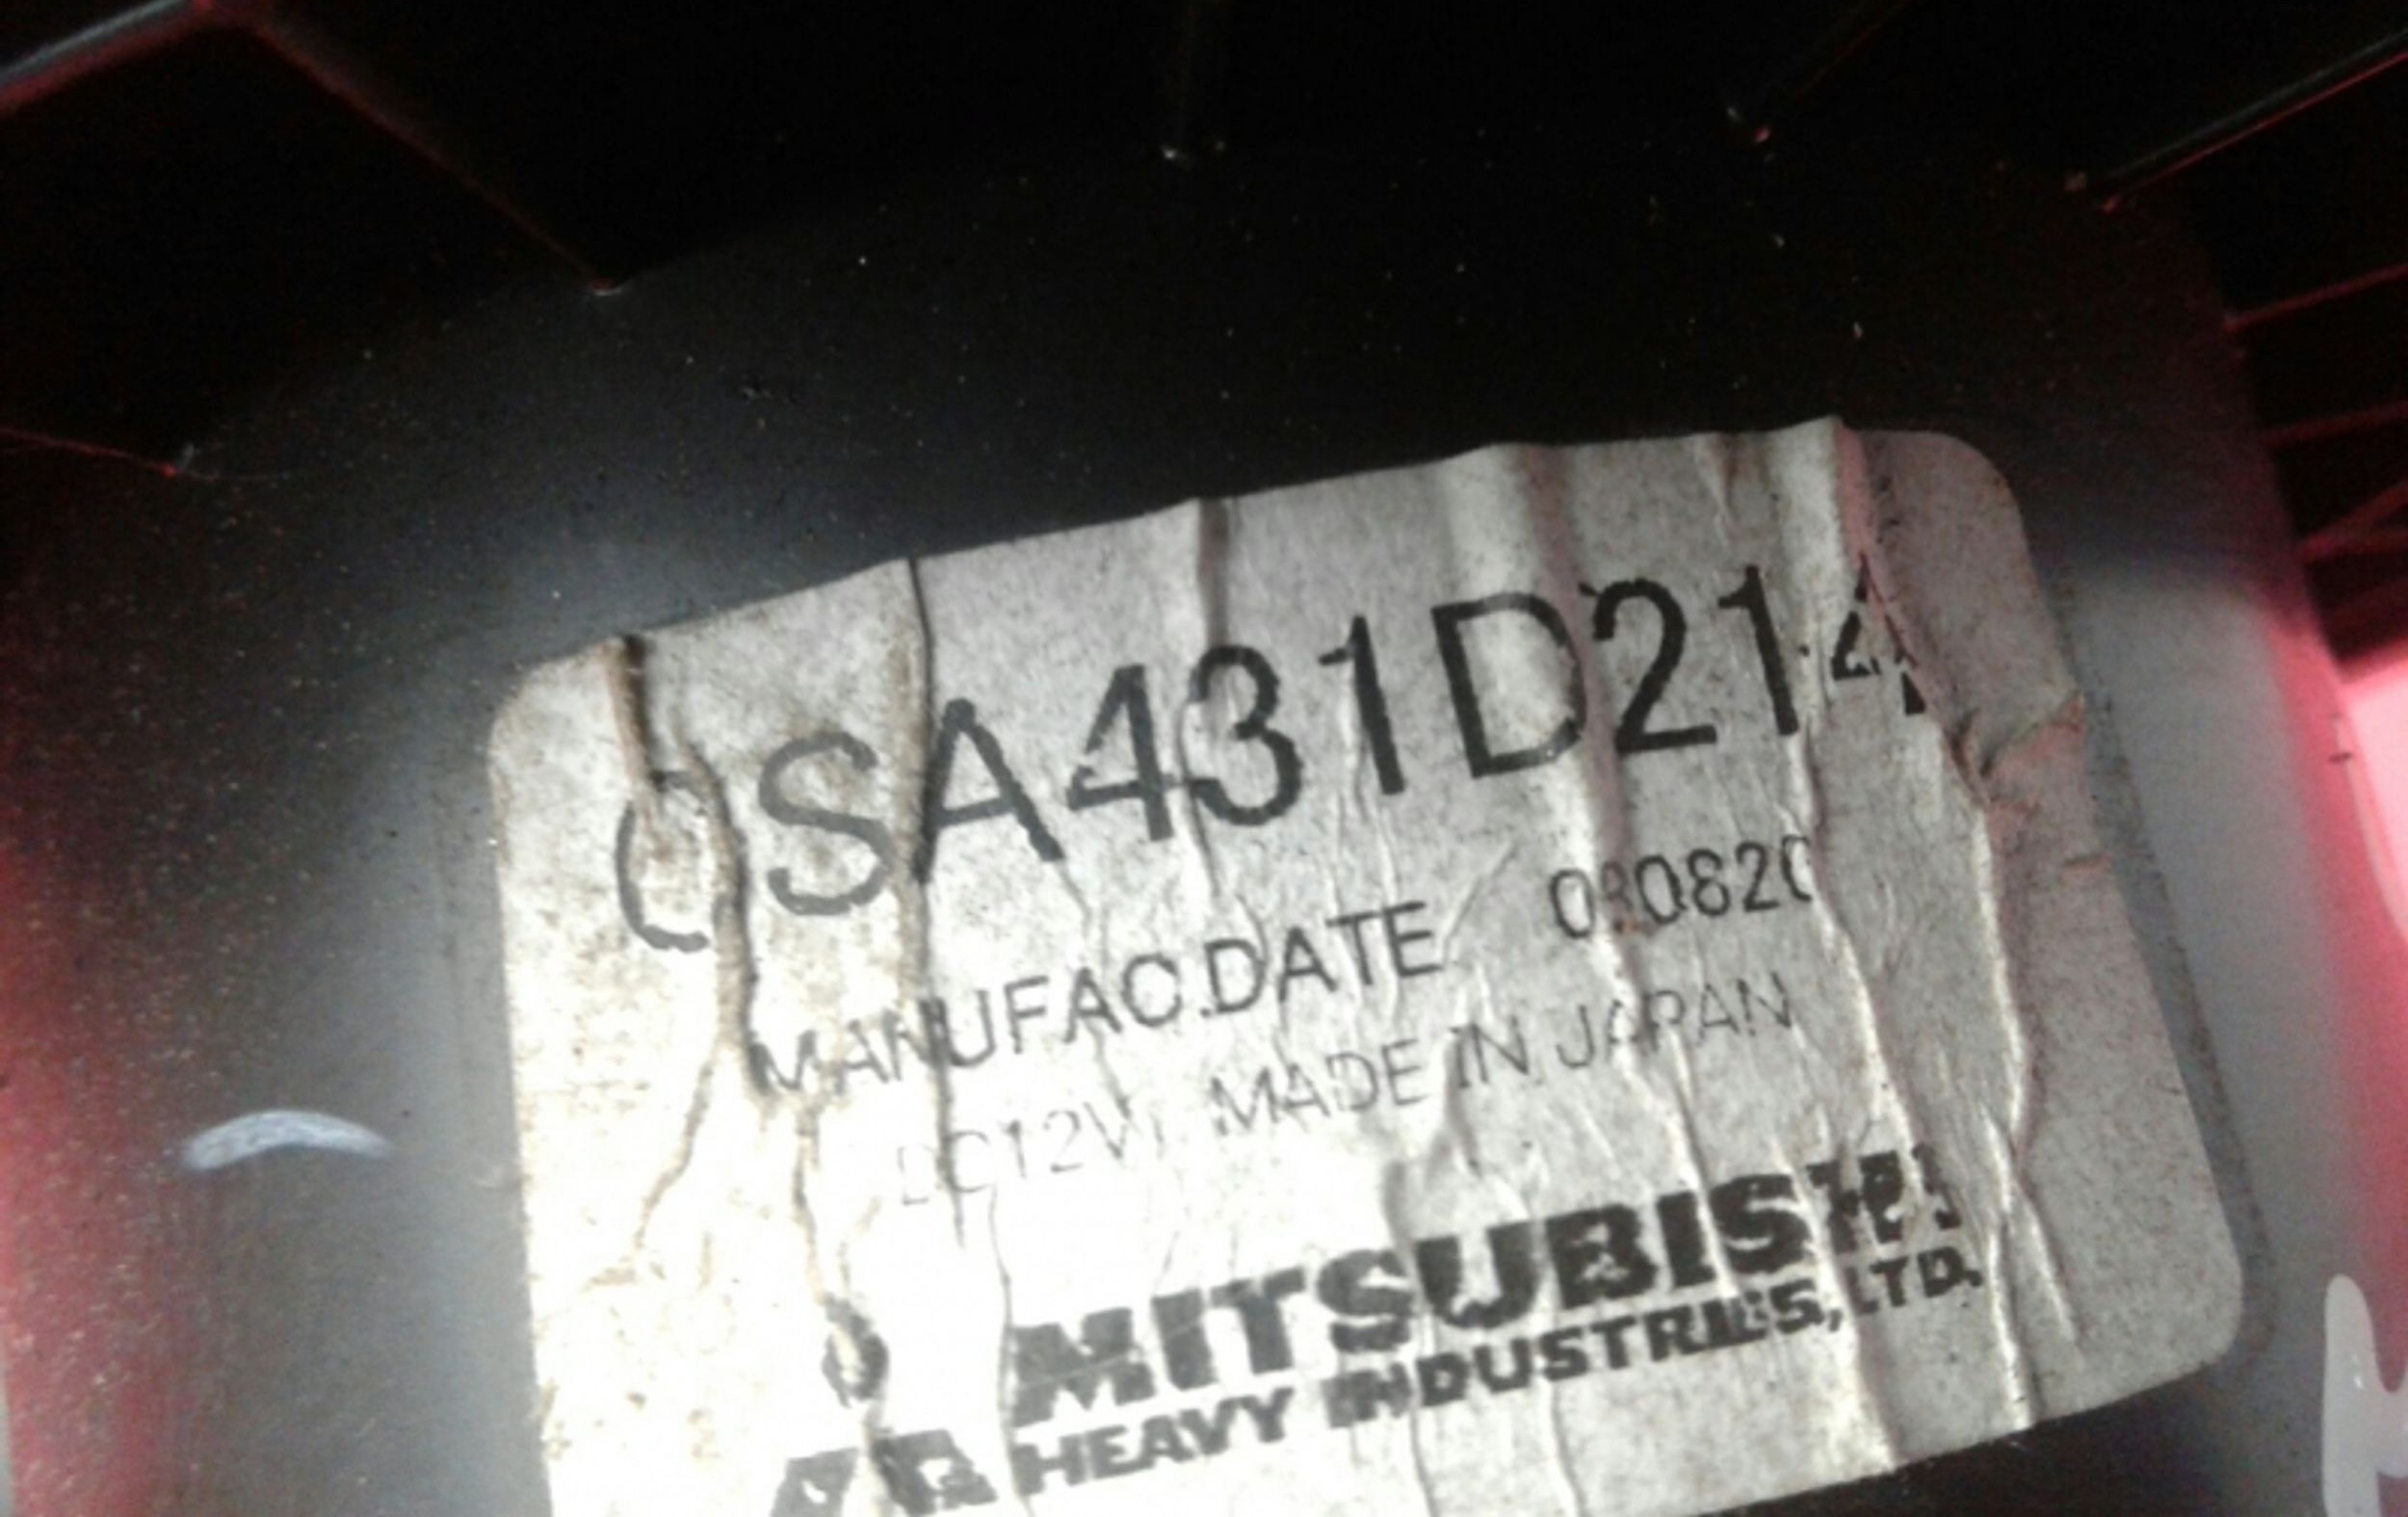 CSA431D214
MANUFAC.DATE 080820
DC12V MADE IN JAPAN
MITSUBISHI
HEAVY INDUSTRIES, LTD.